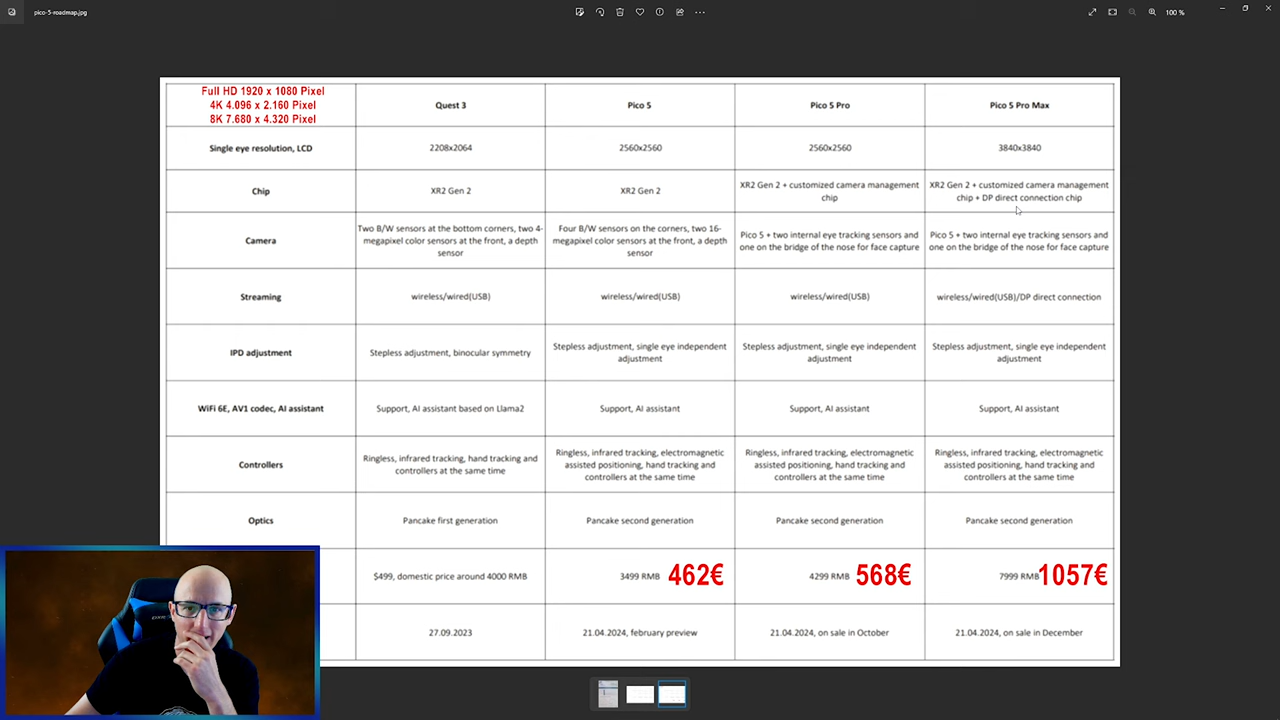 pico-5-roadmap.jpg
100 %
Full HD 1920 x 1080 Pixel
4K 4.096 x 2.160 Pixel
8K 7.680 x 4.320 Pixel
Quest 3
Pico 5
Pico 5 Pro
Pico 5 Pro Max
Single eye resolution, LCD
2208x2064
2560x2560
2560x2560
3840x3840
Chip
XR2 Gen 2
XR2 Gen 2
XR2 Gen 2 + customized camera management
chip
XR2 Gen 2 + customized camera management
chip + DP direct connection chip
Camera
Two B/W sensors at the bottom corners, two 4-
megapixel color sensors at the front, a depth
sensor
Four B/W sensors on the corners, two 16-
megapixel color sensors at the front, a depth
sensor
Pico 5 + two internal eye tracking sensors and
one on the bridge of the nose for face capture
Pico 5 + two internal eye tracking sensors and
one on the bridge of the nose for face capture
Streaming
wireless/wired(USB)
wireless/wired(USB)
wireless/wired(USB)
wireless/wired(USB)/DP direct connection
IPD adjustment
Stepless adjustment, binocular symmetry
Stepless adjustment, single eye independent
adjustment
Stepless adjustment, single eye independent
adjustment
Stepless adjustment, single eye independent
adjustment
WiFi 6E, AV1 codec, AI assistant
Support, AI assistant based on Llama2
Support, AI assistant
Support, AI assistant
Support, AI assistant
Controllers
Ringless, infrared tracking, hand tracking and
controllers at the same time
Ringless, infrared tracking, electromagnetic
assisted positioning, hand tracking and
controllers at the same time
Ringless, infrared tracking, electromagnetic
assisted positioning, hand tracking and
controllers at the same time
Ringless, infrared tracking, electromagnetic
assisted positioning, hand tracking and
controllers at the same time
Optics
Pancake first generation
Pancake second generation
Pancake second generation
Pancake second generation
$499, domestic price around 4000 RMB
3499 RMB 462€
4299 RMB 568€
7999 RMB 1057€
27.09.2023
21.04.2024, february preview
21.04.2024, on sale in October
21.04.2024, on sale in December